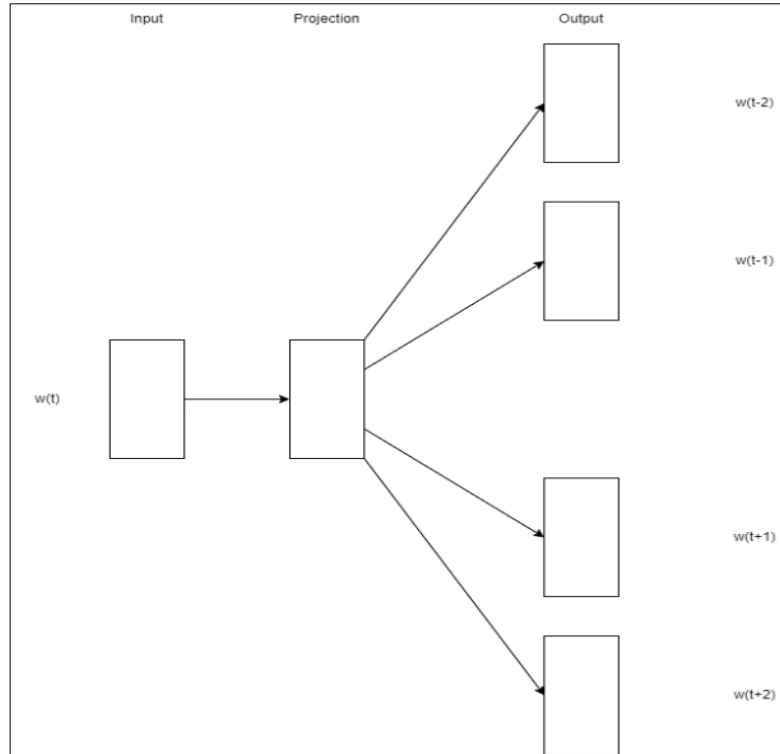 Input Projection Output
w(t-2)
w(t-1)
w(t)
w(t+1)
w(t+2)